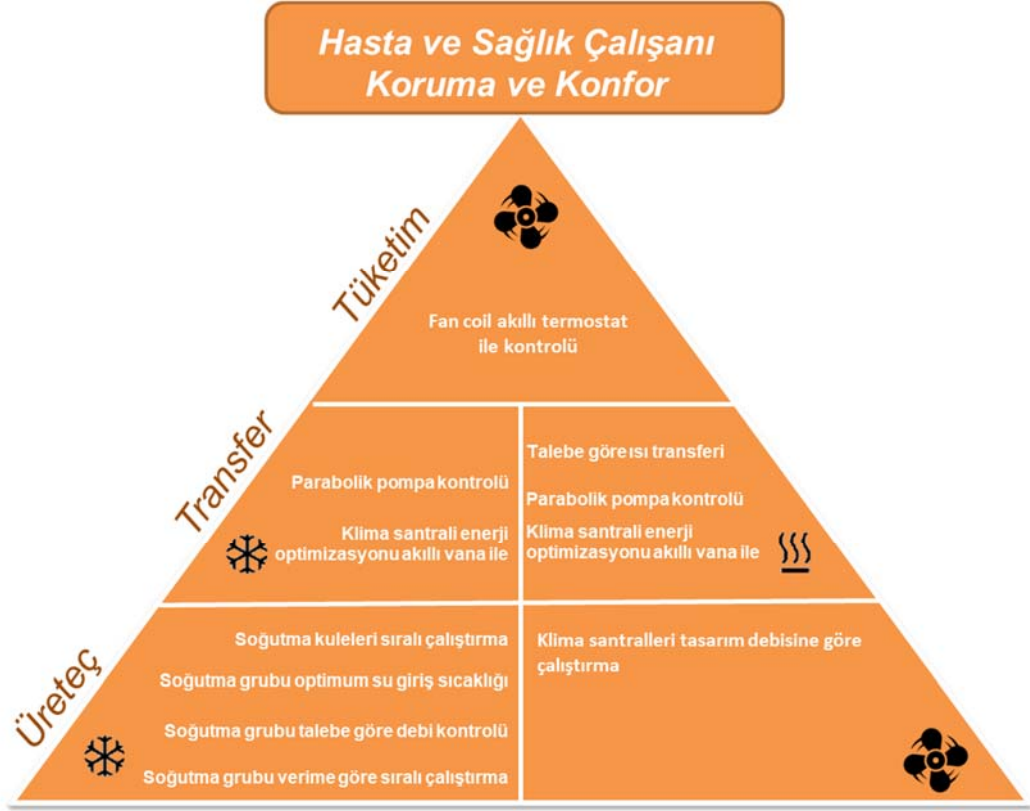 Hasta ve Sağlık Çalışanı
Koruma ve Konfor
Tüketim
Fan coil akıllı termostat
ile kontrolü
Transfer
Parabolik pompa kontrolü
Klima santrali enerji
optimizasyonu akıllı vana ile
Talebe göre ısı transferi
Parabolik pompa kontrolü
Klima santrali enerji
optimizasyonu akıllı vana ile
Üreteç
Soğutma kuleleri sıralı çalıştırma
Soğutma grubu optimum su giriş sıcaklığı
Soğutma grubu talebe göre debi kontrolü
Soğutma grubu verime göre sıralı çalıştırma
Klima santralleri tasarım debisine göre
çalıştırma